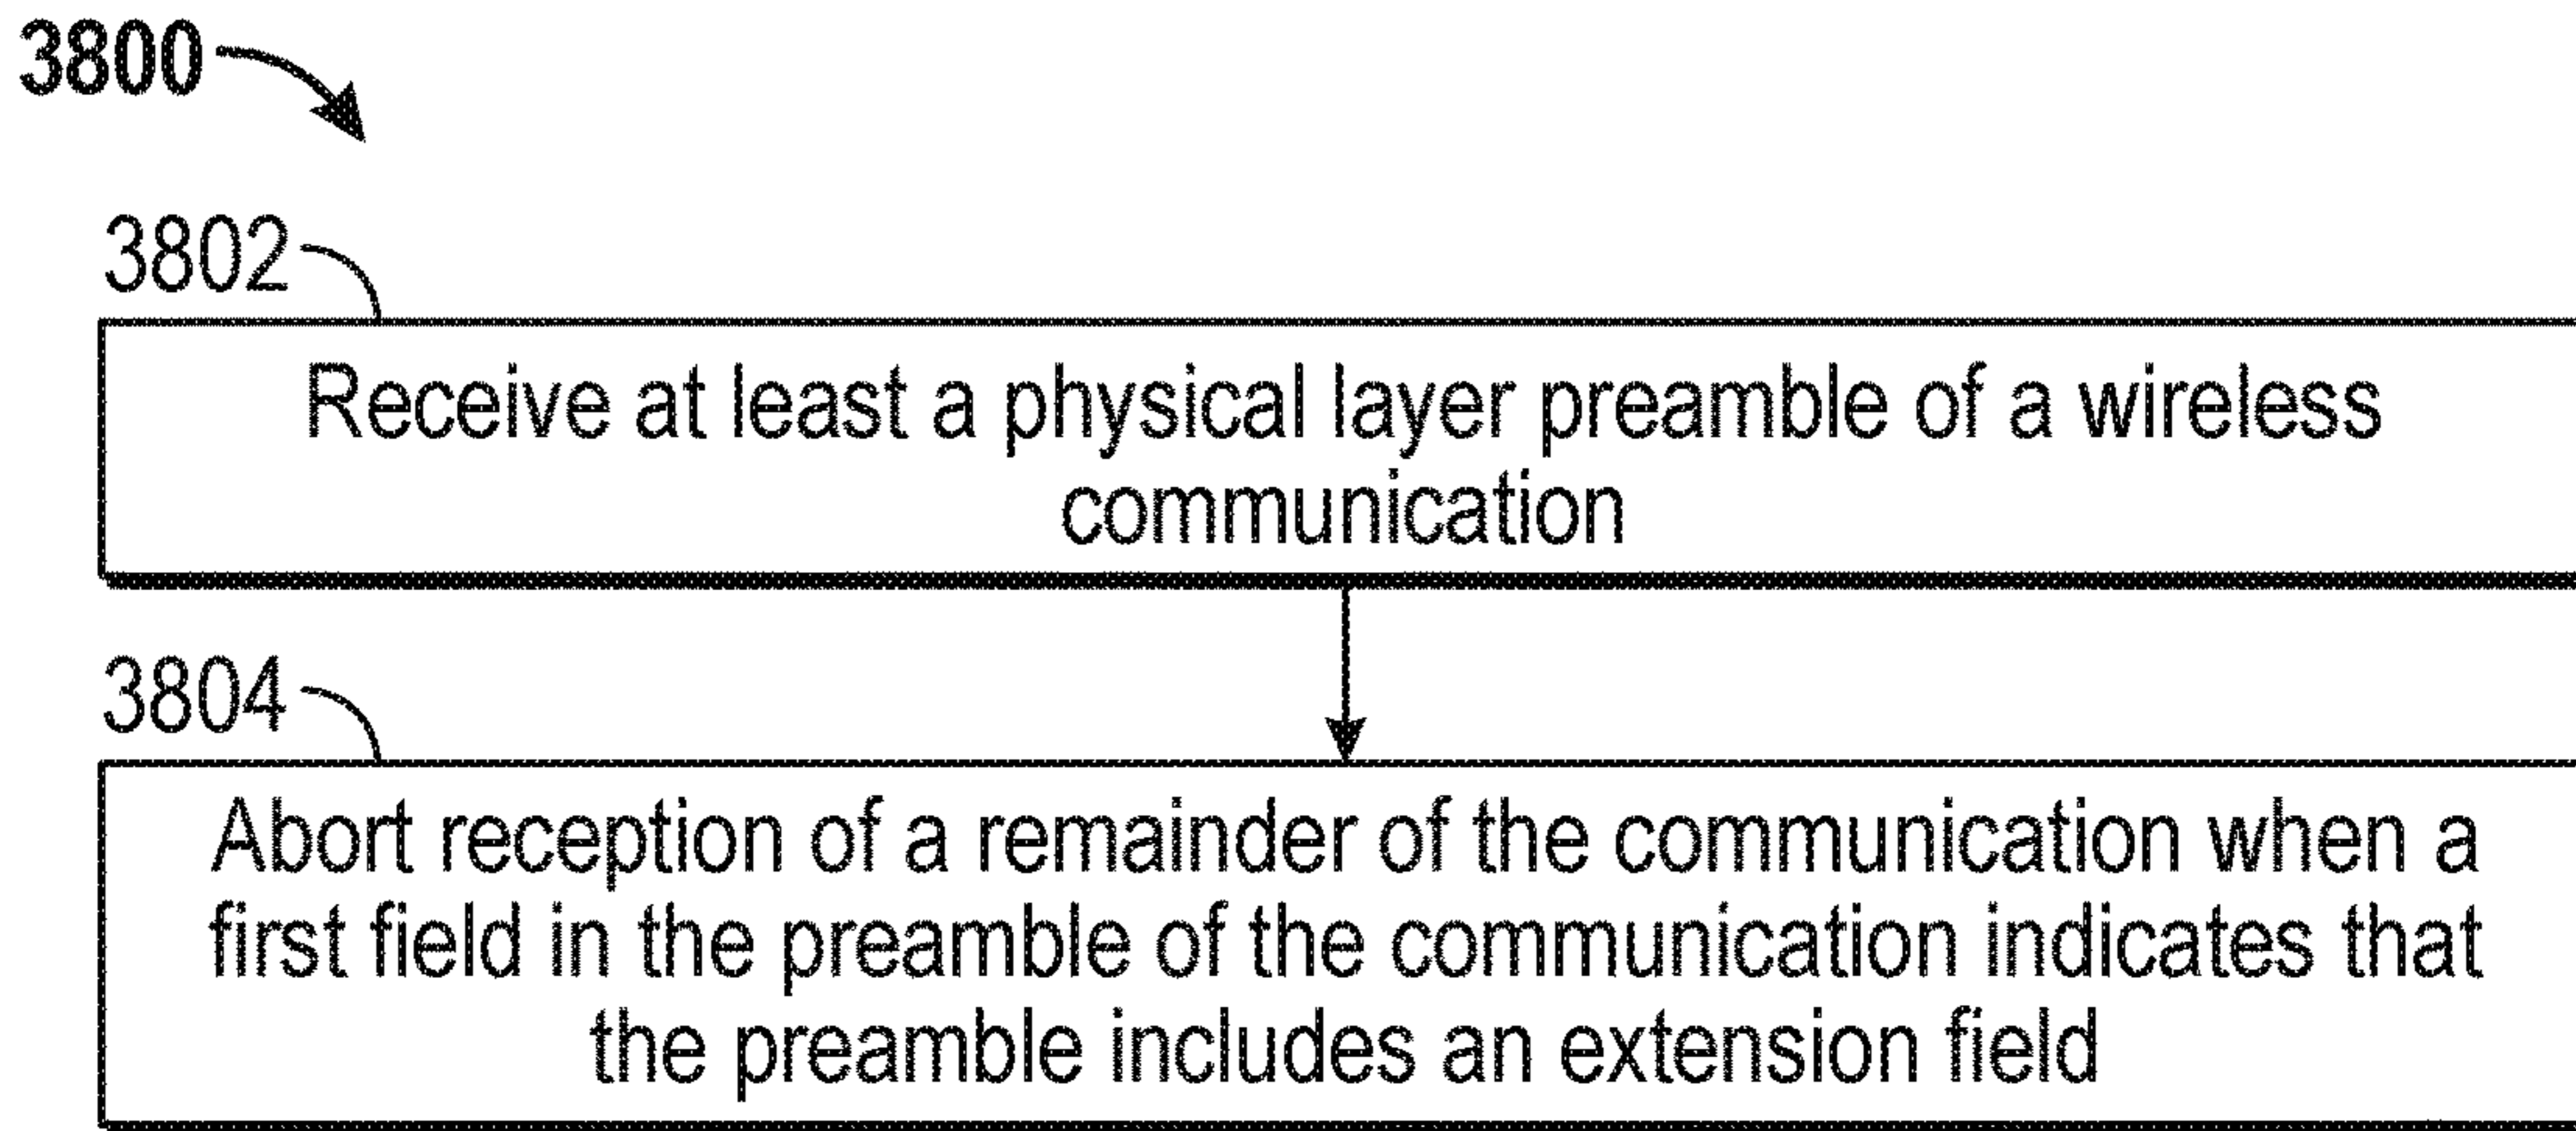 3800
3802
Receive at least a physical layer preamble of a wireless
communication
3804
Abort reception of a remainder of the communication when a
first field in the preamble of the communication indicates that
the preamble includes an extension field